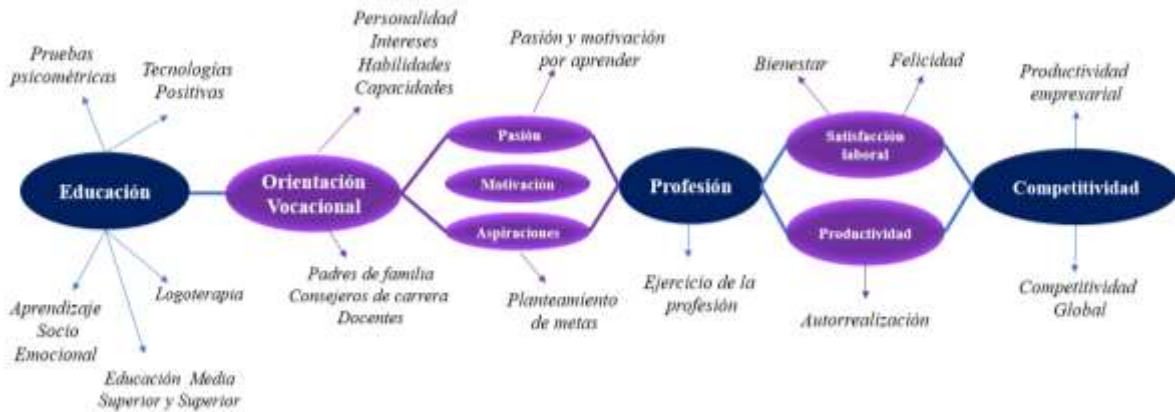 Pruebas
psicométricas
Tecnologías
Positivas
Educación
Aprendizaje
Socio
Emocional
Logoterapia
Educación Media
Superior y Superior
Personalidad
Intereses
Habilidades
Capacidades
Orientación
Vocacional
Padres de familia
Consejeros de carrera
Docentes
Pasión y motivación
por aprender
Pasión
Motivación
Aspiraciones
Planteamiento
de metas
Profesión
Ejercicio de la
profesión
Bienestar
Felicidad
Satisfacción
laboral
Productividad
Autorrealización
Productividad
empresarial
Competitividad
Competitividad
Global